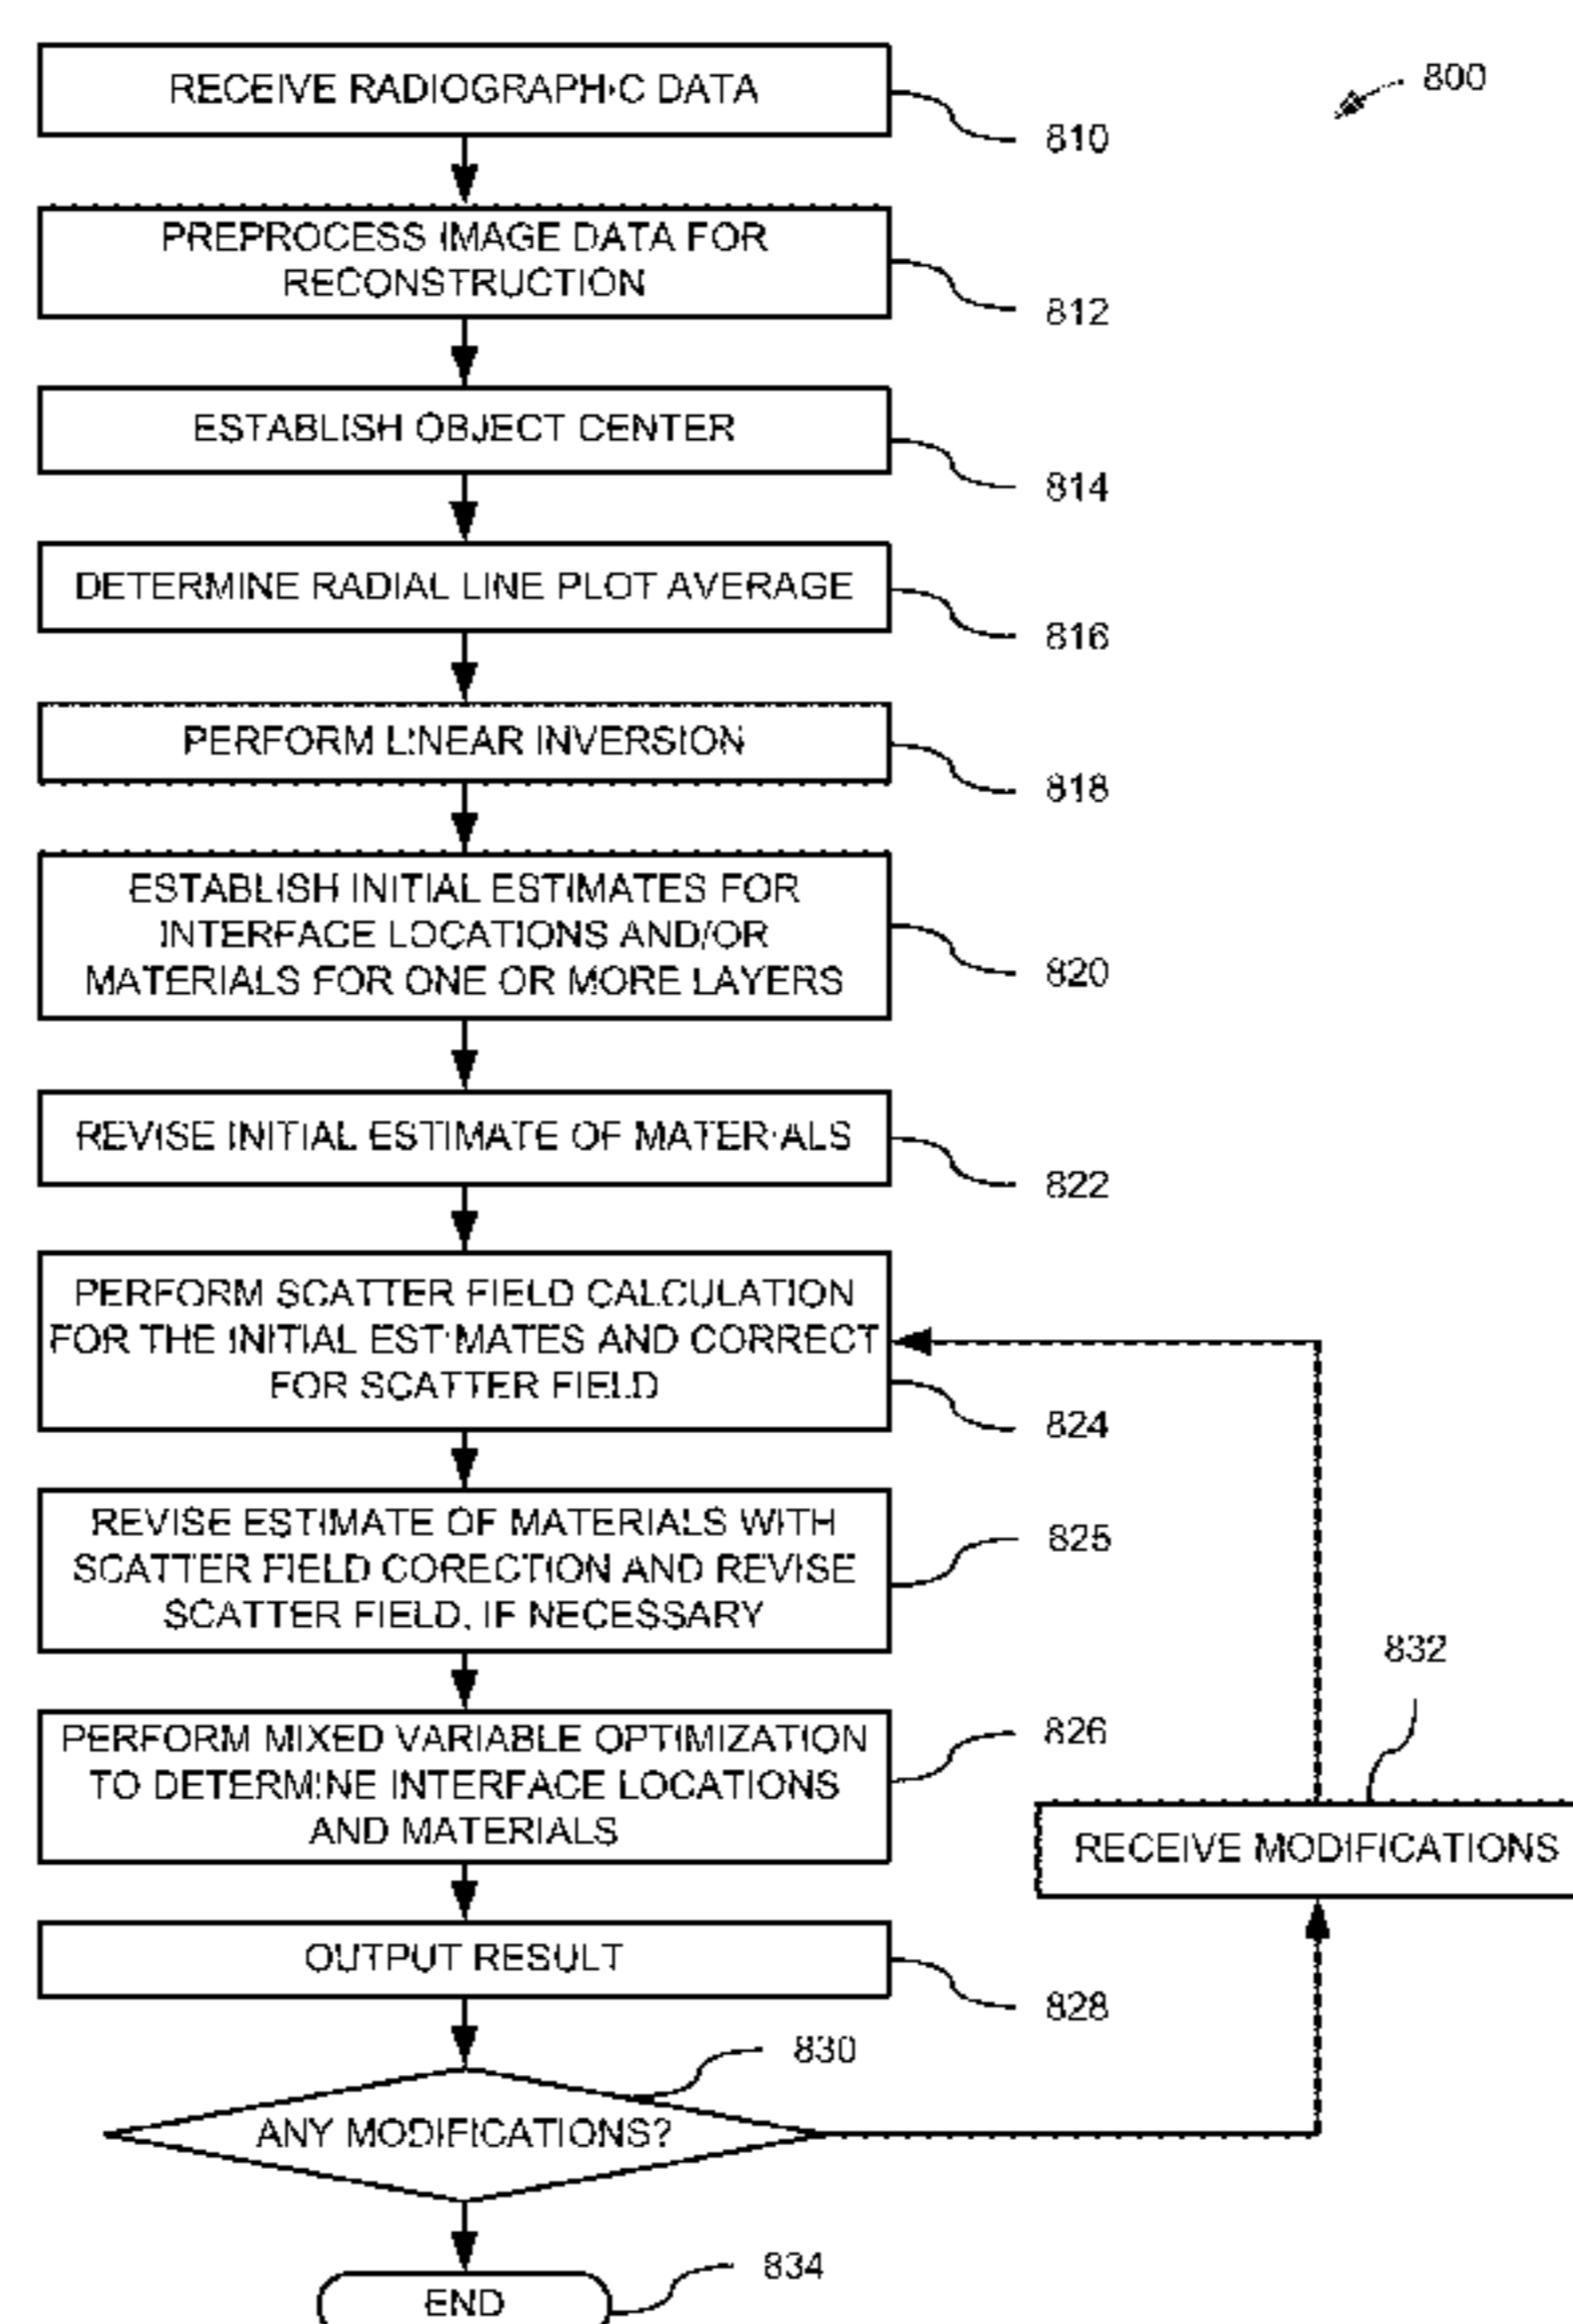 RECEIVE RADIOGRAPHIC DATA
800
810
PREPROCESS IMAGE DATA FOR
RECONSTRUCTION
812
ESTABLISH OBJECT CENTER
814
DETERMINE RADIAL LINE PLOT AVERAGE
816
PERFORM LINEAR INVERSION
818
ESTABLISH INITIAL ESTIMATES FOR
INTERFACE LOCATIONS AND/OR
MATERIALS FOR ONE OR MORE LAYERS
820
REVISE INITIAL ESTIMATE OF MATERIALS
822
PERFORM SCATTER FIELD CALCULATION
FOR THE INITIAL ESTIMATES AND CORRECT
FOR SCATTER FIELD
824
REVISE ESTIMATE OF MATERIALS WITH
SCATTER FIELD CORECTION AND REVISE
SCATTER FIELD, IF NECESSARY
825
PERFORM MIXED VARIABLE OPTIMIZATION
TO DETERMINE INTERFACE LOCATIONS
AND MATERIALS
826
832
RECEIVE MODIFICATIONS
OUTPUT RESULT
828
830
ANY MODIFICATIONS?
834
END